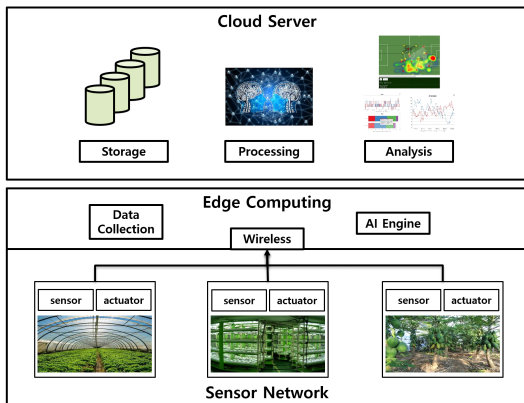 Cloud Server
Storage
Processing
Analysis
Edge Computing
Data
Collection
AI Engine
Wireless
sensor
actuator
sensor
actuator
sensor
actuator
Sensor Network